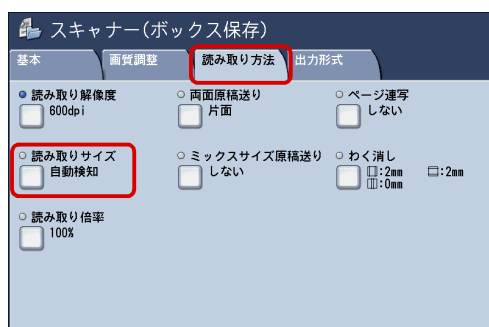 スキャナー(ボックス保存)
基本 画質調整 読み取り方法 出力形式
読み取り解像度 両面原稿送り ページ連写
600dpi 片面 しない
読み取りサイズ ミックスサイズ原稿送り わく消し
自動検知 しない :2mm :2mm
:0mm
読み取り倍率
100%